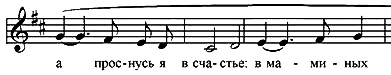 а прос-нусь я в сча-стье: в ма-ми-ных